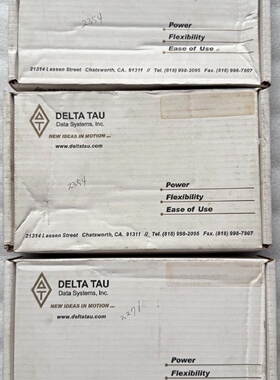 2354
Power
Flexibility
Ease of Use
21314 Lassen Street Chatsworth, CA. 91311 // Tel. (818) 998-2095 Fax. (818) 998-7807
DELTA TAU
Data Systems, Inc.
NEW IDEAS IN MOTION ...
www.deltatau.com
2354
Power
Flexibility
Ease of Use
21314 Lassen Street Chatsworth, CA. 91311 // Tel. (818) 998-2095 Fax. (818) 998-7807
DELTA TAU
Data Systems, Inc.
NEW IDEAS IN MOTION ...
www.deltatau.com
Power
Flexibility